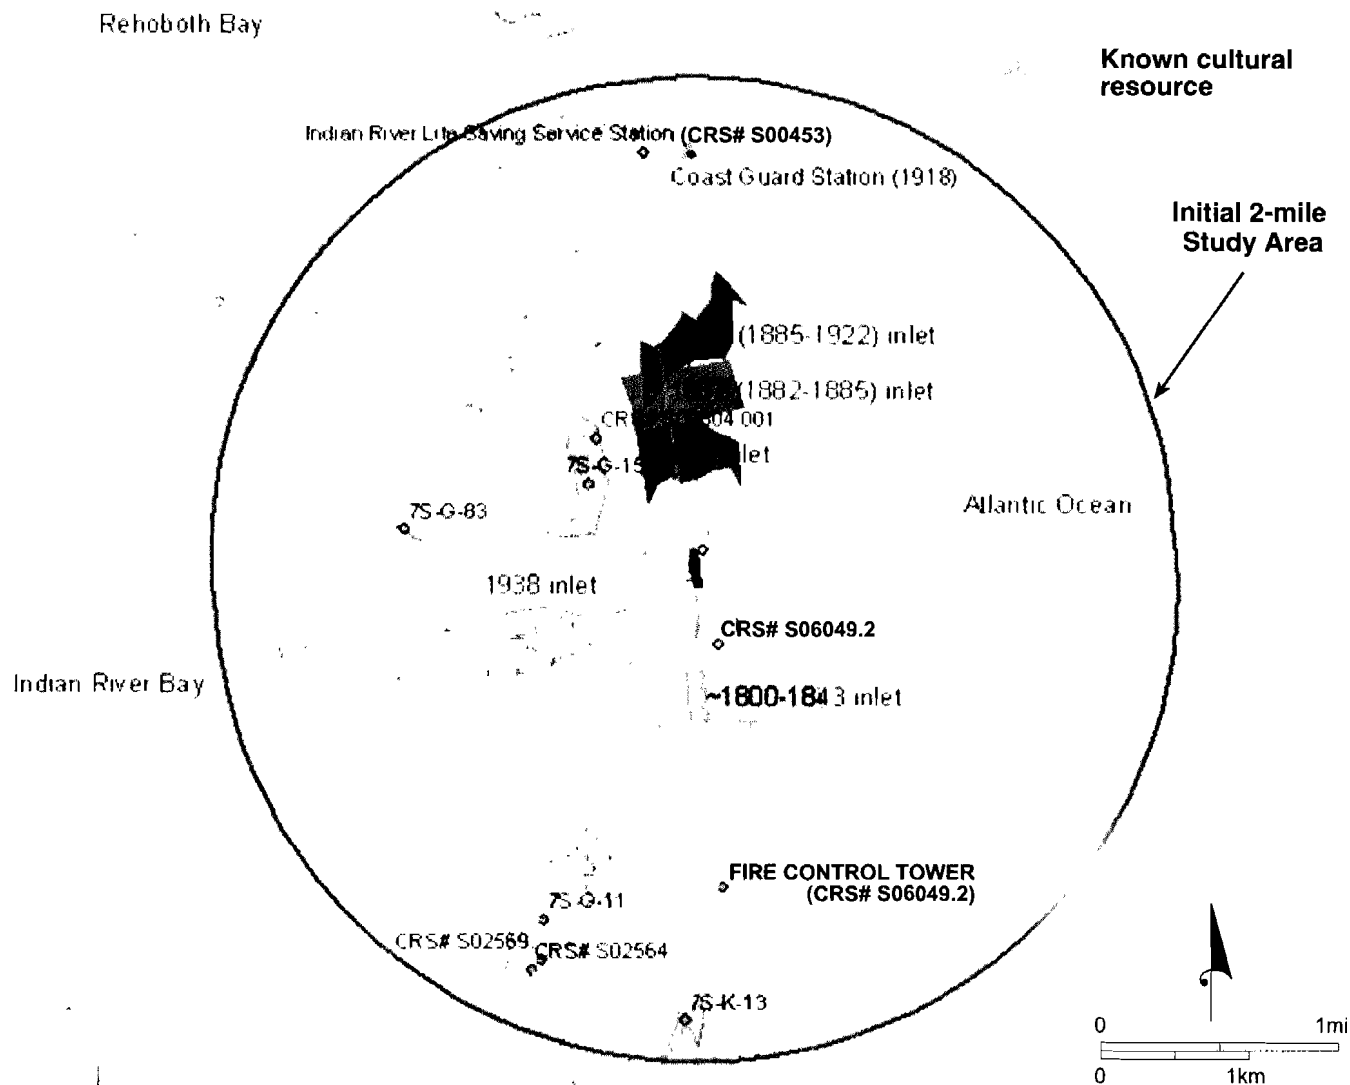 Rehoboth Bay
Known cultural
resource
Indian River Life Saving Service Station (CRS# S00453)
Coast Guard Station (1918)
Initial 2-mile
Study Area
(1885-1922) inlet
(1882-1885) inlet
04 001
7S-G-15
7S-G-83
Atlantic Ocean
1938 inlet
CRS# S06049.2
Indian River Bay
~1800-1843 inlet
FIRE CONTROL TOWER
(CRS# S06049.2)
7S-G-11
CRS# S02569
CRS# S02564
7S-K-13
0 1mi
0 1km